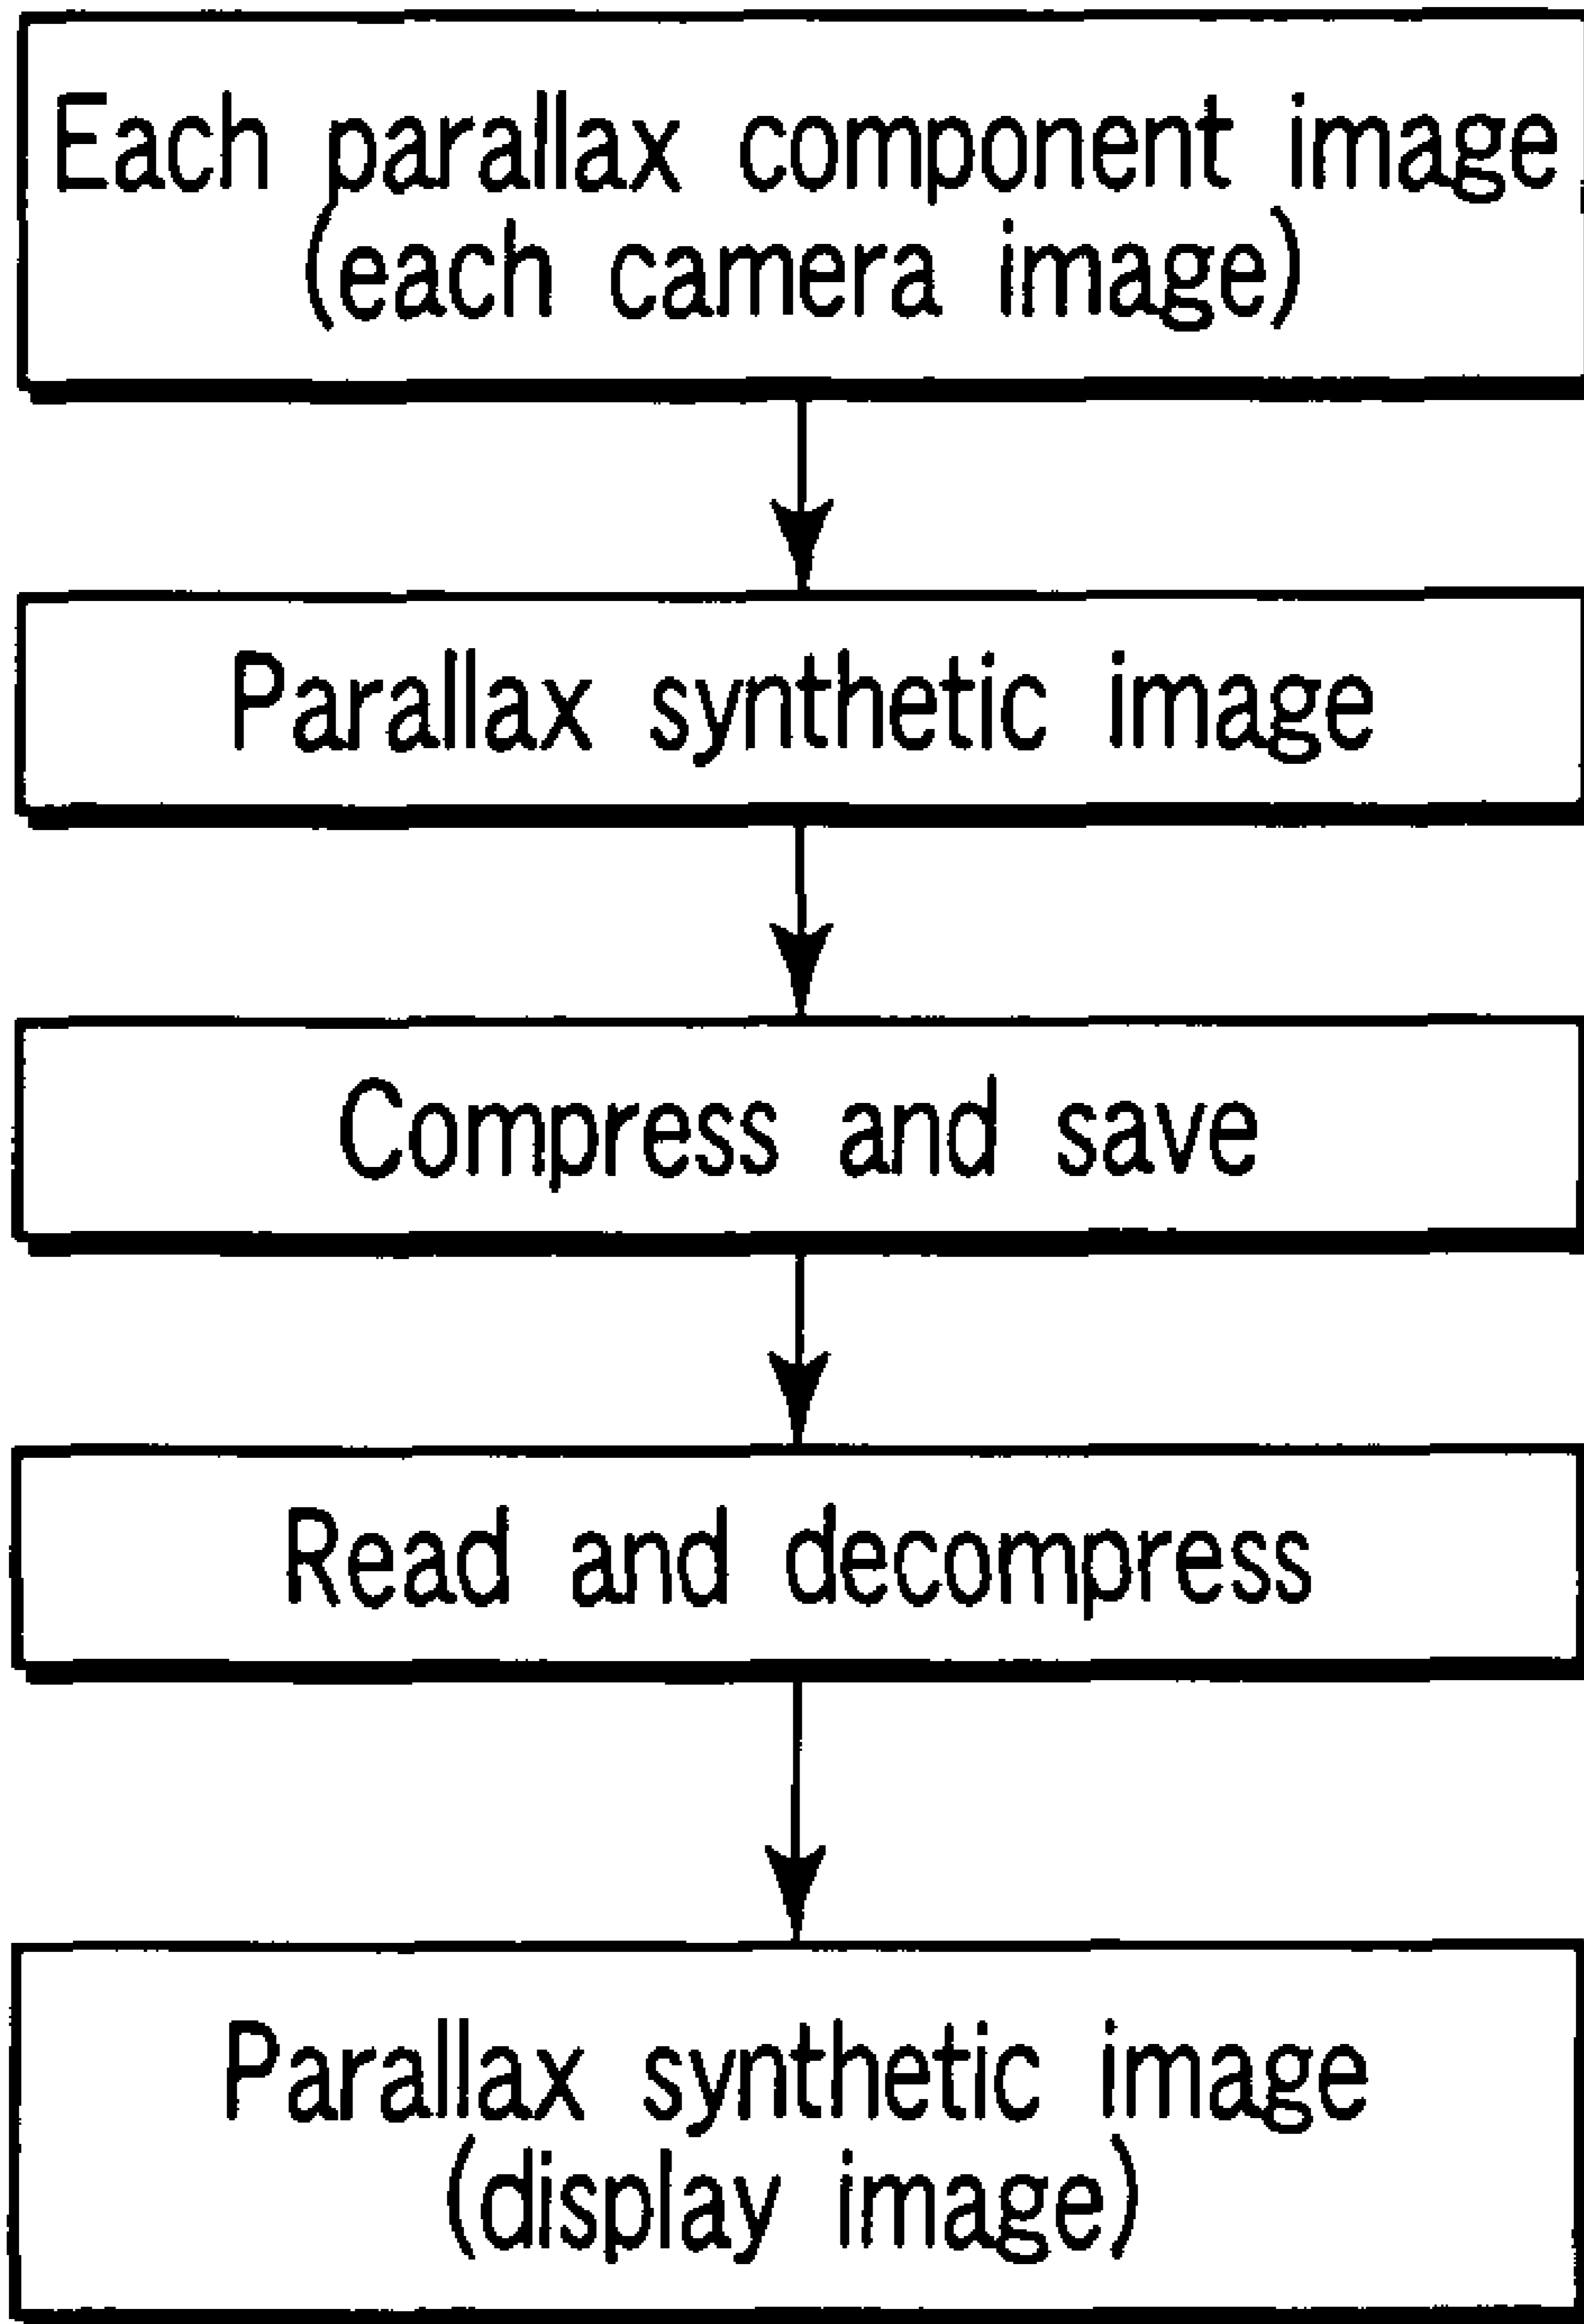 Each parallax component image
(each camera image)
Parallax synthetic image
Compress and save
Read and decompress
Parallax synthetic image
(display image)